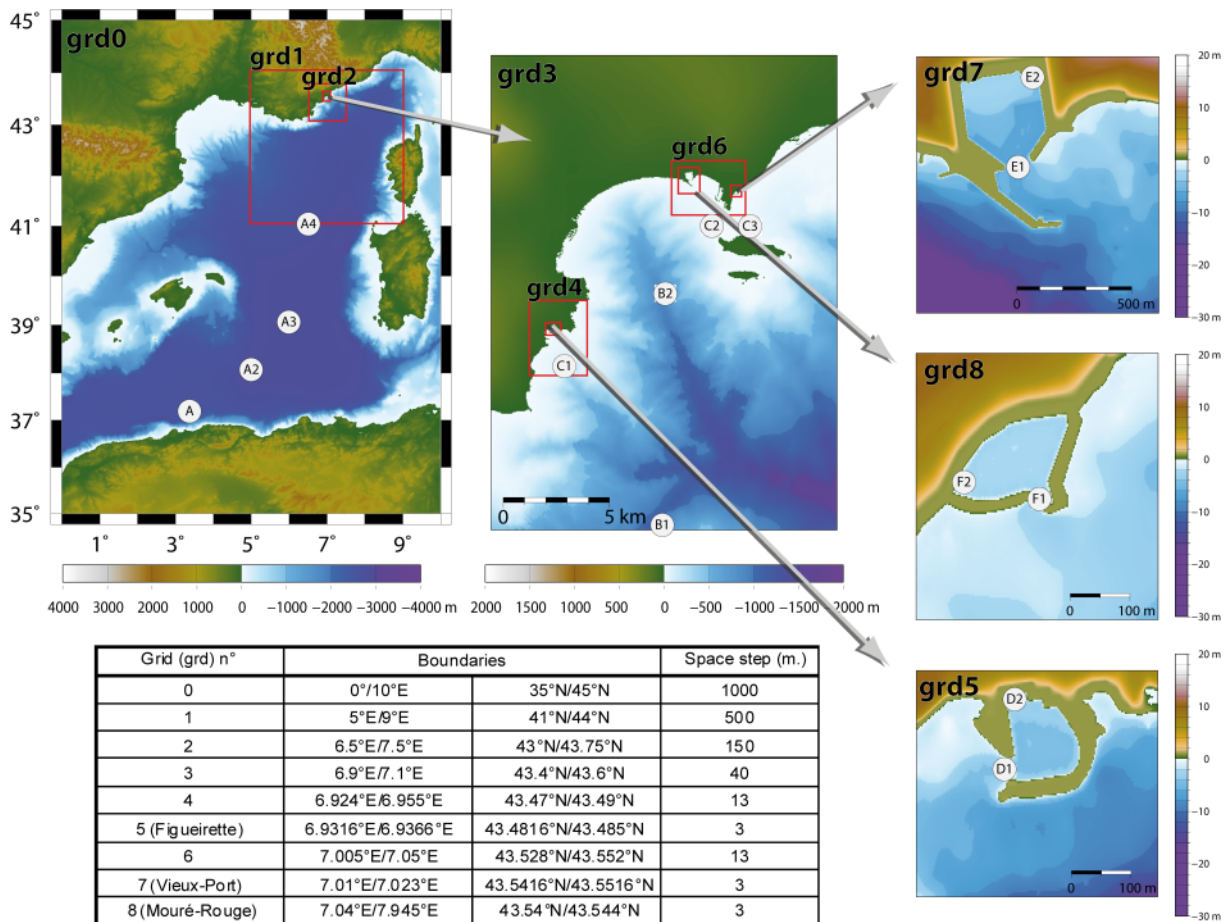 grd0
grd1
grd2
45°
43°
41°
39°
37°
35°
1° 3° 5° 7° 9°
A4
A3
A2
A
4000 3000 2000 1000 0 −1000 −2000 −3000 −4000 m
grd3
grd6
grd4
C2 C3
B2
C1
B1
0 5 km
2000 1500 1000 500 0 −500 −1000 −1500 −2000 m
grd7
E2
E1
0 500 m
20 m
10
0
−10
−20
−30 m
grd8
F2
F1
0 100 m
20 m
10
0
−10
−20
−30 m
grd5
D2
D1
0 100 m
20 m
10
0
−10
−20
−30 m
Grid (grd) n° Boundaries Space step (m.)
0 0°/10°E 35°N/45°N 1000
1 5°E/9°E 41°N/44°N 500
2 6.5°E/7.5°E 43°N/43.75°N 150
3 6.9°E/7.1°E 43.4°N/43.6°N 40
4 6.924°E/6.955°E 43.47°N/43.49°N 13
5 (Figueirette) 6.9316°E/6.9366°E 43.4816°N/43.485°N 3
6 7.005°E/7.05°E 43.528°N/43.552°N 13
7 (Vieux-Port) 7.01°E/7.023°E 43.5416°N/43.5516°N 3
8 (Mouré-Rouge) 7.04°E/7.945°E 43.54°N/43.544°N 3